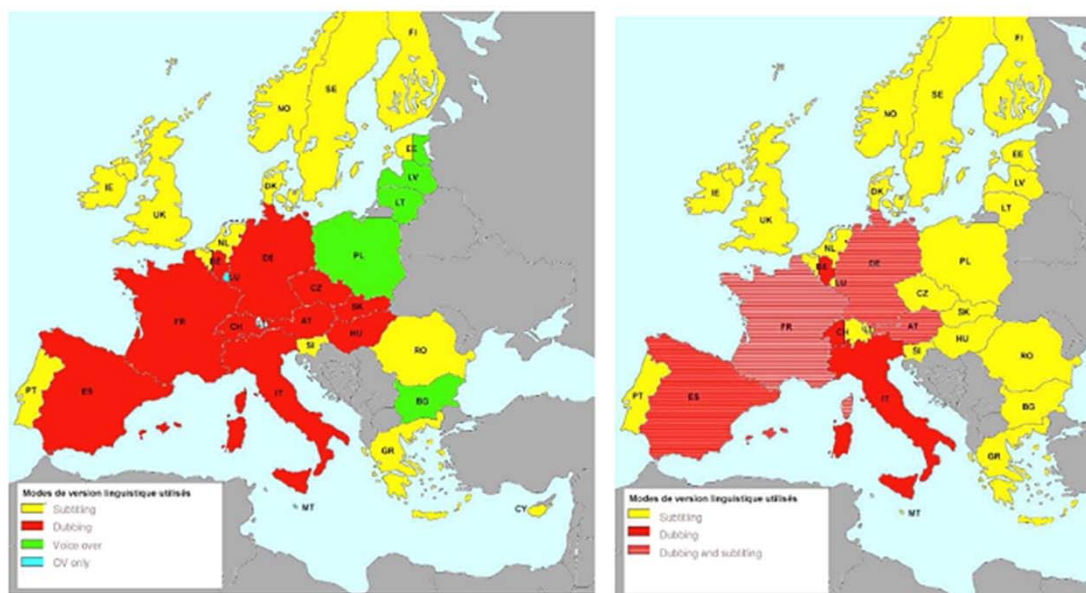 FI
SE
NO
EE
LV
LT
DK
IE
UK
NL
BE
LU
DE
PL
CZ
SK
FR
CH
AT
HU
SI
RO
PT
ES
IT
BG
GR
MT
CY
Modes de version linguistique utilisés
Subtitling
Dubbing
Voice over
OV only
FI
SE
NO
EE
LV
LT
DK
IE
UK
NL
BE
LU
DE
PL
CZ
SK
FR
CH
AT
HU
SI
RO
PT
ES
IT
BG
GR
MT
Modes de version linguistique utilisés
Subtitling
Dubbing
Dubbing and subtitling